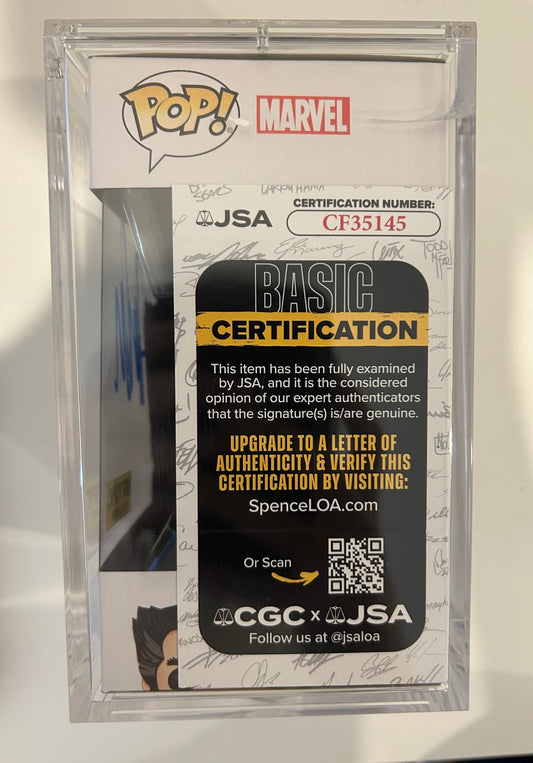 POP!
MARVEL
JSA
CERTIFICATION NUMBER:
CF35145
BASIC
CERTIFICATION
This item has been fully examined
by JSA, and it is the considered
opinion of our expert authenticators
that the signature(s) is/are genuine.
UPGRADE TO A LETTER OF
AUTHENTICITY & VERIFY THIS
CERTIFICATION BY VISITING:
SpenceLOA.com
Or Scan
CGC x JSA
Follow us at @jsaloa